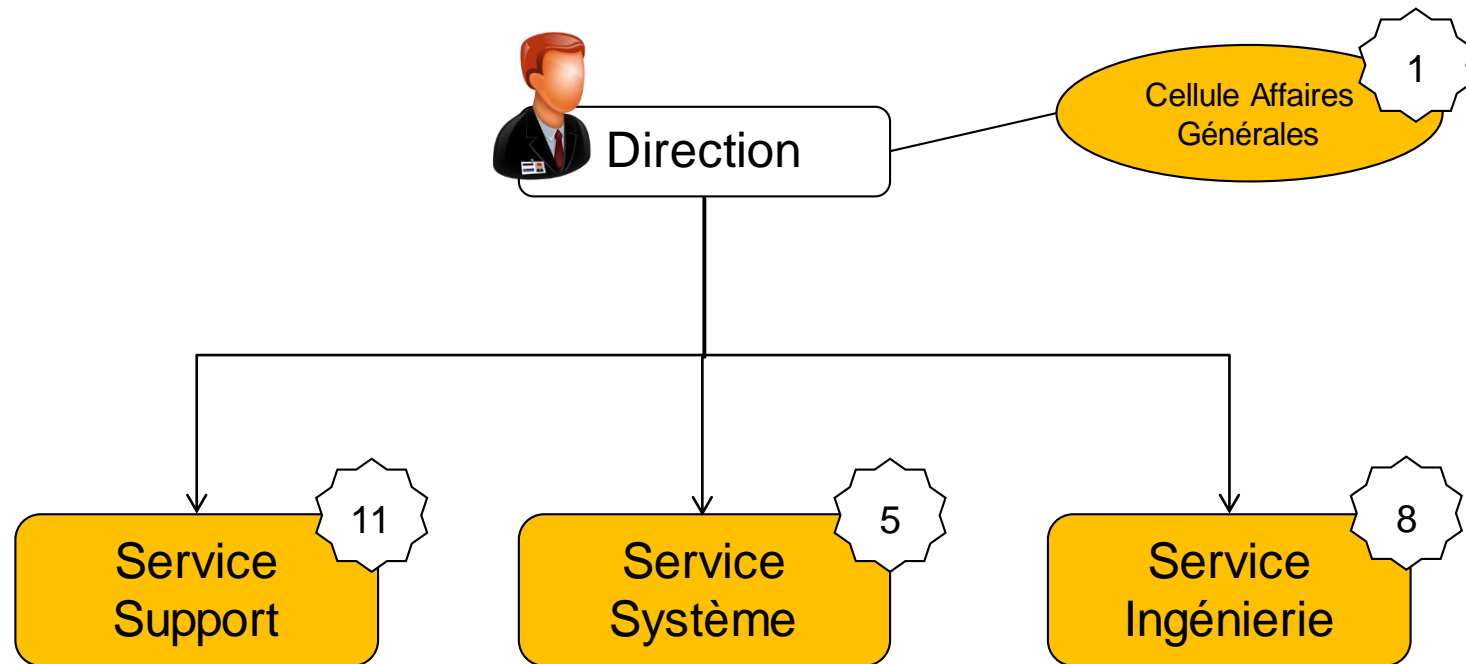 1
Cellule Affaires
Générales
Direction
11
5
8
Service
Support
Service
Système
Service
Ingénierie